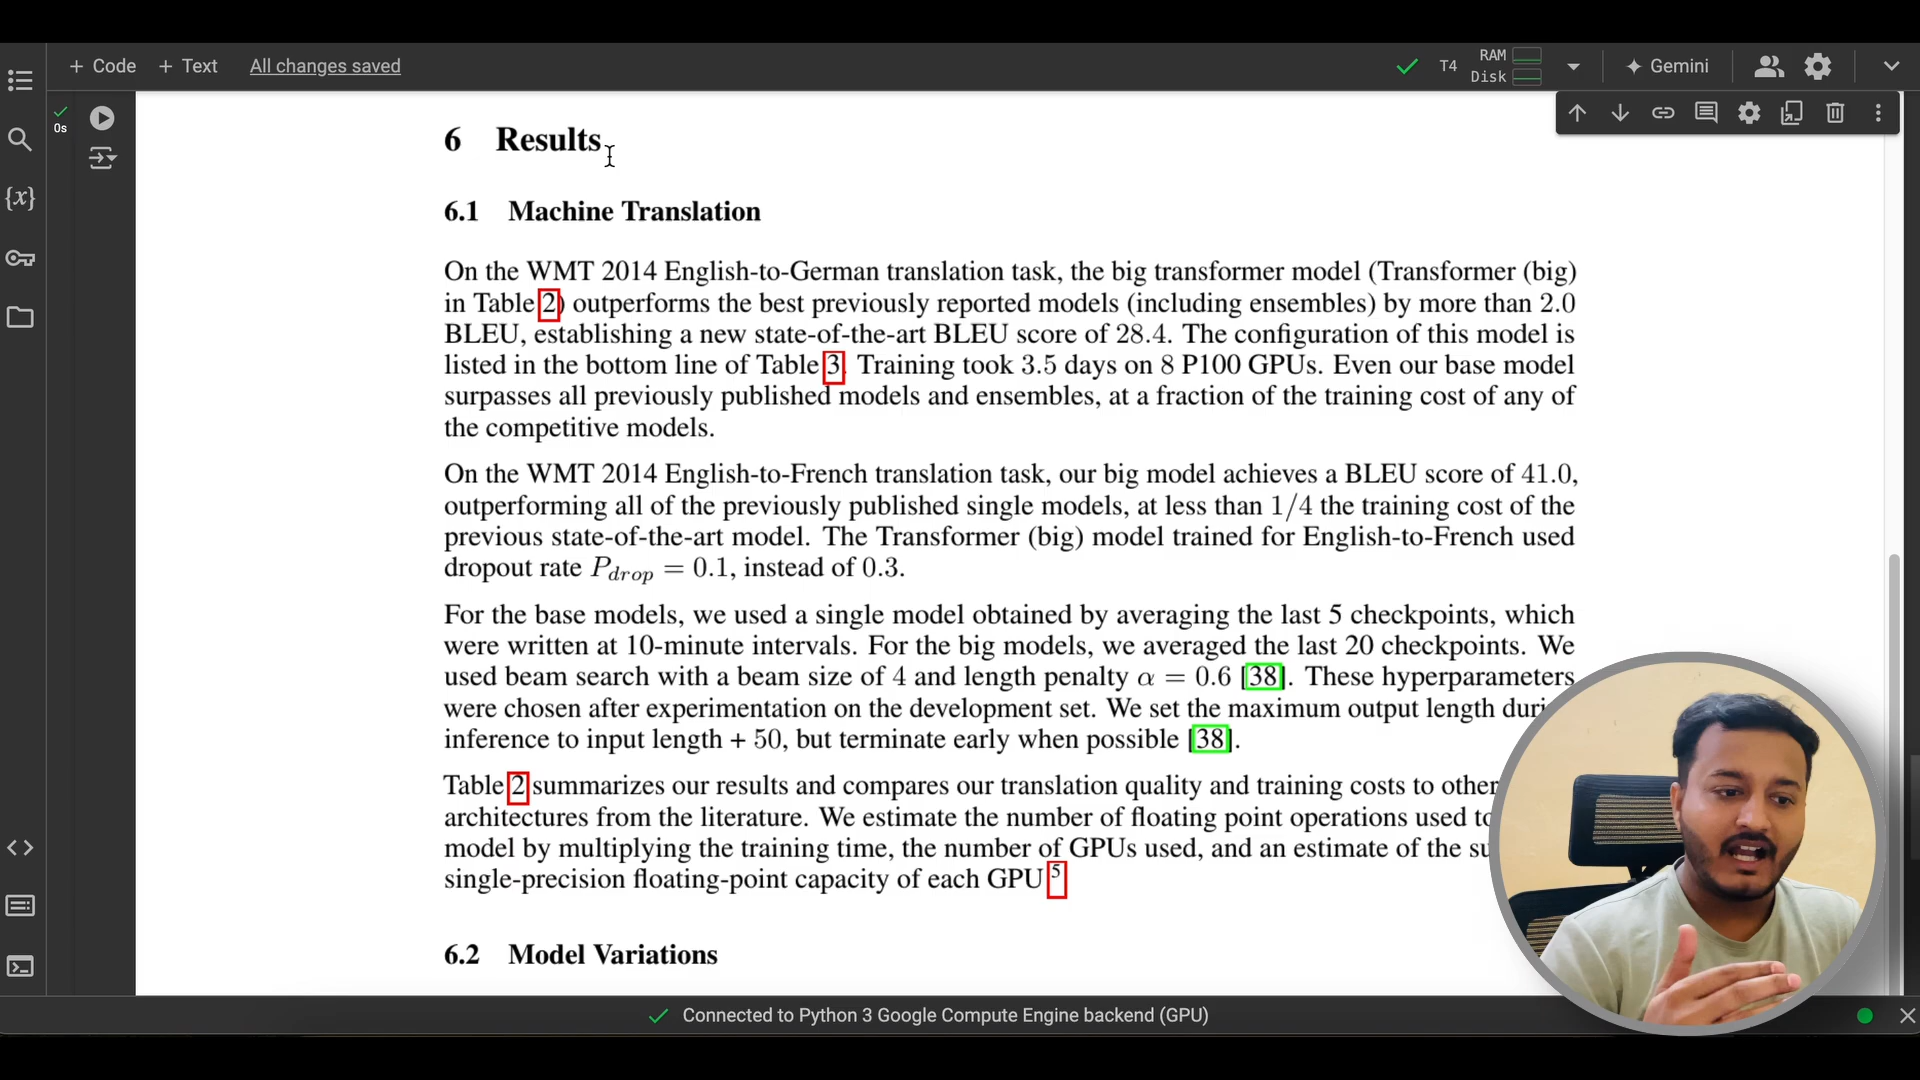 + Code + Text All changes saved
T4 RAM Disk Gemini
0s
{x}
6 Results
6.1 Machine Translation
On the WMT 2014 English-to-German translation task, the big transformer model (Transformer (big)
in Table 2) outperforms the best previously reported models (including ensembles) by more than 2.0
BLEU, establishing a new state-of-the-art BLEU score of 28.4. The configuration of this model is
listed in the bottom line of Table 3. Training took 3.5 days on 8 P100 GPUs. Even our base model
surpasses all previously published models and ensembles, at a fraction of the training cost of any of
the competitive models.
On the WMT 2014 English-to-French translation task, our big model achieves a BLEU score of 41.0,
outperforming all of the previously published single models, at less than 1/4 the training cost of the
previous state-of-the-art model. The Transformer (big) model trained for English-to-French used
dropout rate P_drop = 0.1, instead of 0.3.
For the base models, we used a single model obtained by averaging the last 5 checkpoints, which
were written at 10-minute intervals. For the big models, we averaged the last 20 checkpoints. We
used beam search with a beam size of 4 and length penalty α = 0.6 [38]. These hyperparameters
were chosen after experimentation on the development set. We set the maximum output length
inference to input length + 50, but terminate early when possible [38].
Table 2 summarizes our results and compares our translation quality and training costs to other
architectures from the literature. We estimate the number of floating point operations used
model by multiplying the training time, the number of GPUs used, and an estimate of the
single-precision floating-point capacity of each GPU 5
6.2 Model Variations
Connected to Python 3 Google Compute Engine backend (GPU)